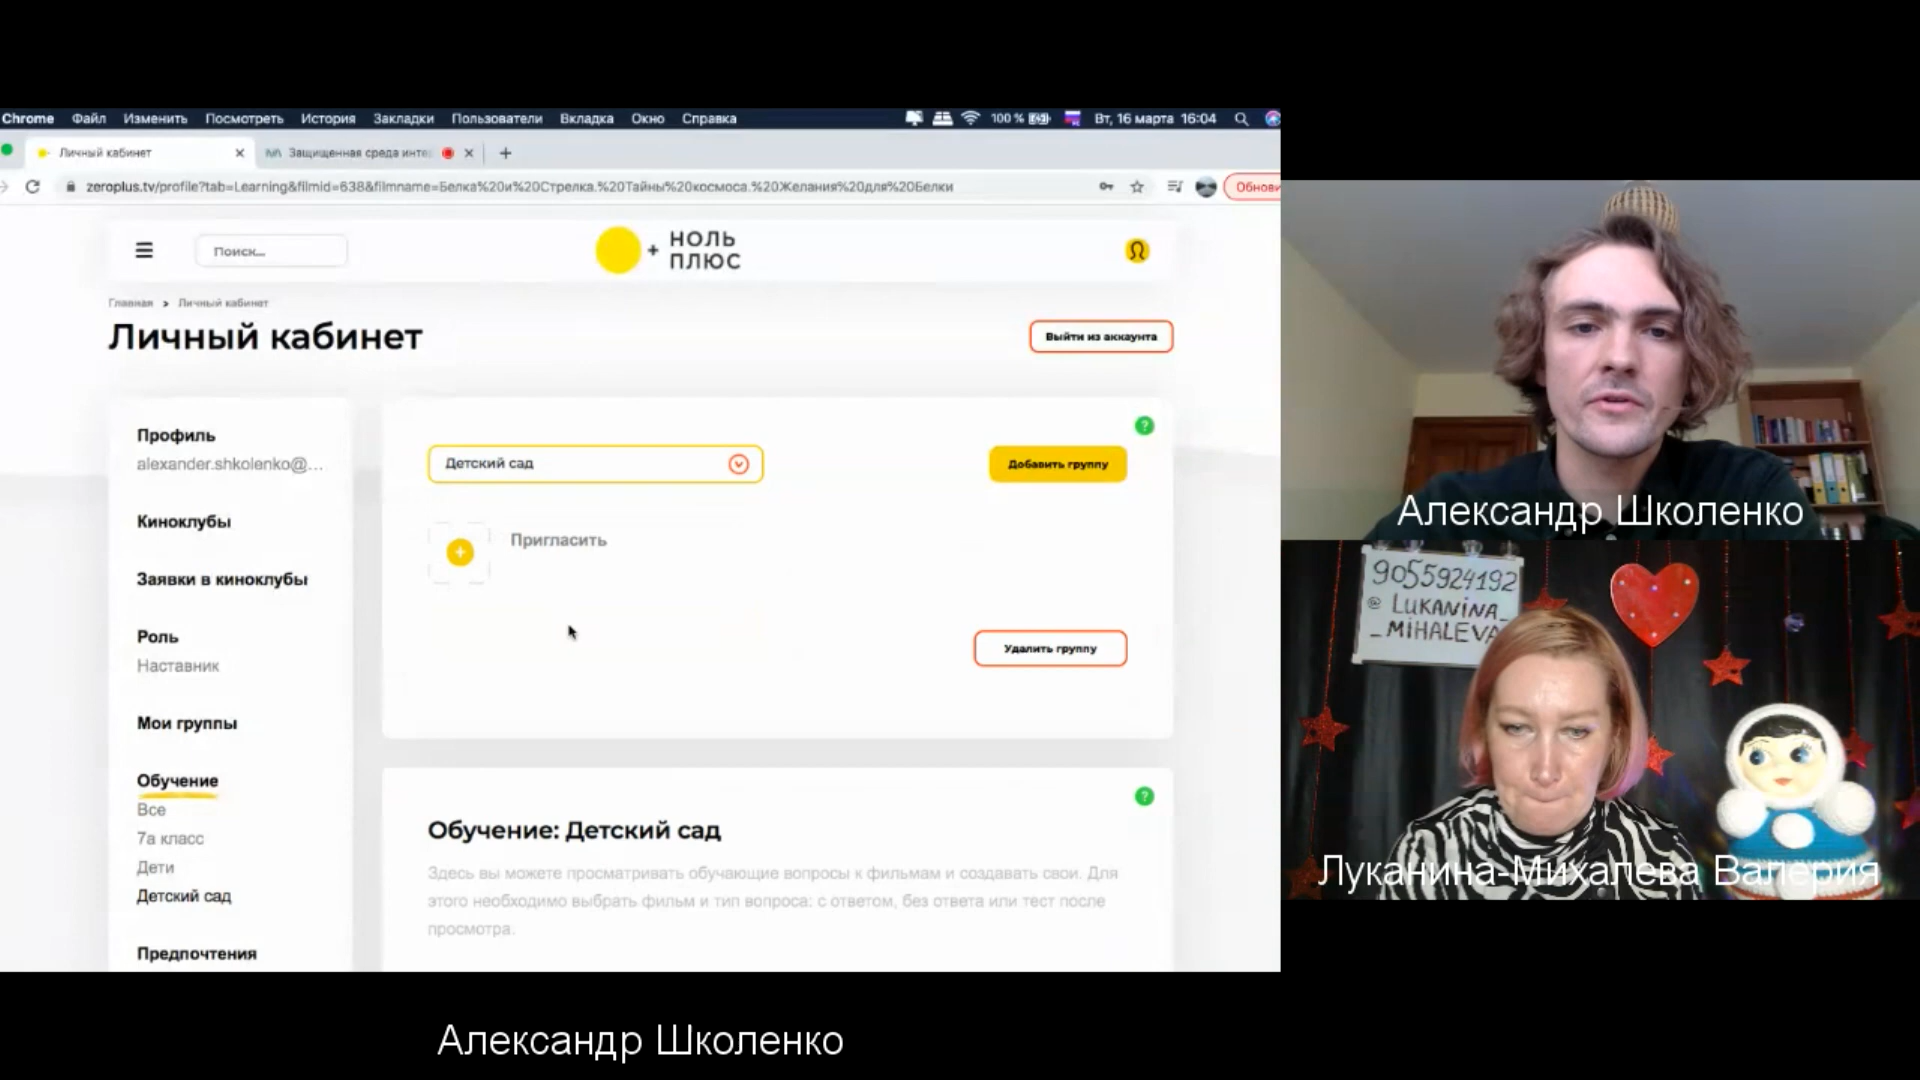 Chrome Файл Изменить Посмотреть История Закладки Пользователи Вкладка Окно Справка 100 % Вт, 16 марта 16:04
Личный кабинет Защищенная среда инте
zeroplus.tv/profile?tab=Learning&filmid=638&filmname=Белка%20и%20Стрелка.%20Тайны%20космоса.%20Желания%20для%20Белки Обнови
Поиск...
+ НОЛЬ
ПЛЮС
Главная > Личный кабинет
Личный кабинет
Выйти из аккаунта
Профиль
alexander.shkolenko@...
Киноклубы
Заявки в киноклубы
Роль
Наставник
Мои группы
Обучение
Все
7а класс
Дети
Детский сад
Предпочтения
?
Детский сад
Добавить группу
+ Пригласить
Удалить группу
?
Обучение: Детский сад
Здесь вы можете просматривать обучающие вопросы к фильмам и создавать свои. Для
этого необходимо выбрать фильм и тип вопроса: с ответом, без ответа или тест после
просмотра.
Александр Школенко
9055924192
@ LUKANINA_
_MIHALEVA
Луканина-Михалева Валерия
Александр Школенко